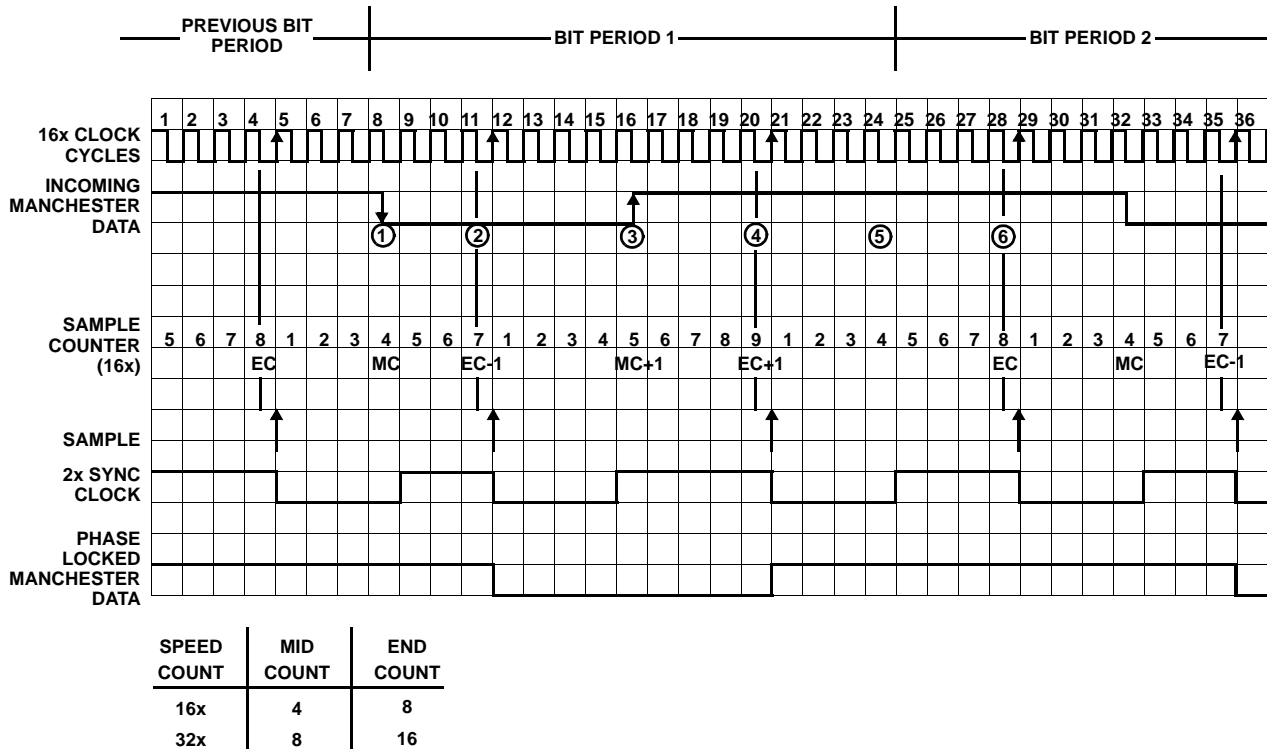 PREVIOUS BIT
PERIOD
BIT PERIOD 1
BIT PERIOD 2
1 2 3 4 5 6 7 8 9 10 11 12 13 14 15 16 17 18 19 20 21 22 23 24 25 26 27 28 29 30 31 32 33 34 35 36
16x CLOCK
CYCLES
INCOMING
MANCHESTER
DATA
1 2 3 4 5 6
SAMPLE
COUNTER
(16x)
5 6 7 8 1 2 3 4 5 6 7 1 2 3 4 5 6 7 8 9 1 2 3 4 5 6 7 8 1 2 3 4 5 6 7
EC MC EC-1 MC+1 EC+1 EC MC EC-1
SAMPLE
2x SYNC
CLOCK
PHASE
LOCKED
MANCHESTER
DATA
SPEED MID END
COUNT COUNT COUNT
16x 4 8
32x 8 16